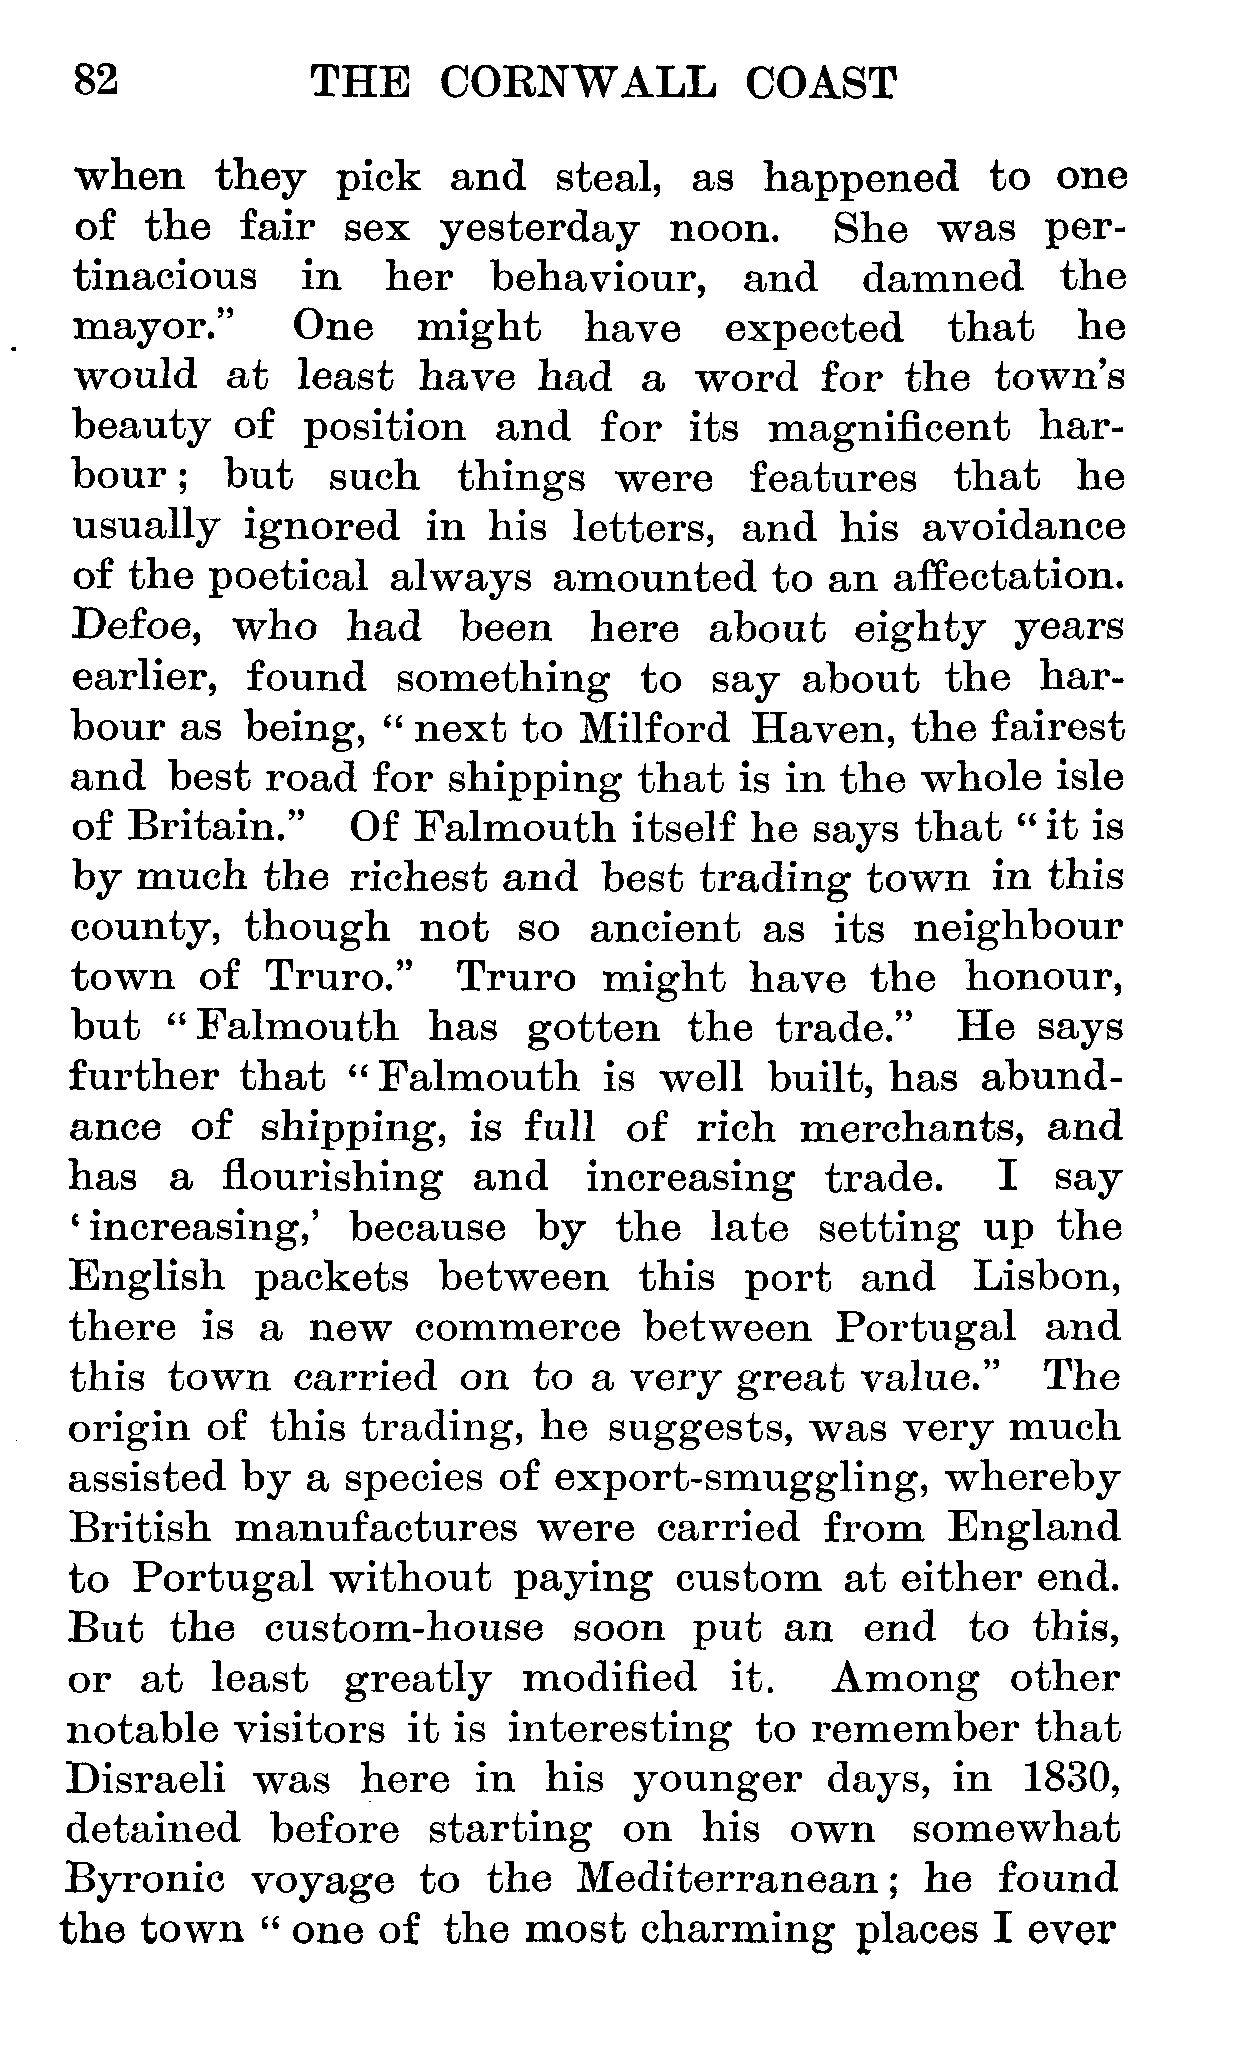 82 THE CORNWALL COAST
when they pick and steal, as happened to one
of the fair sex yesterday noon. She was per-
tinacious in her behaviour, and damned the
mayor.” One might have expected that he
would at least have had a word for the town’s
beauty of position and for its magnificent har-
bour; but such things were features that he
usually ignored in his letters, and his avoidance
of the poetical always amounted to an affectation.
Defoe, who had been here about eighty years
earlier, found something to say about the har-
bour as being, “next to Milford Haven, the fairest
and best road for shipping that is in the whole isle
of Britain.” Of Falmouth itself he says that “it is
by much the richest and best trading town in this
county, though not so ancient as its neighbour
town of Truro.” Truro might have the honour,
but “Falmouth has gotten the trade.” He says
further that “Falmouth is well built, has abund-
ance of shipping, is full of rich merchants, and
has a flourishing and increasing trade. I say
‘increasing,’ because by the late setting up the
English packets between this port and Lisbon,
there is a new commerce between Portugal and
this town carried on to a very great value.” The
origin of this trading, he suggests, was very much
assisted by a species of export-smuggling, whereby
British manufactures were carried from England
to Portugal without paying custom at either end.
But the custom-house soon put an end to this,
or at least greatly modified it. Among other
notable visitors it is interesting to remember that
Disraeli was here in his younger days, in 1830,
detained before starting on his own somewhat
Byronic voyage to the Mediterranean; he found
the town “one of the most charming places I ever